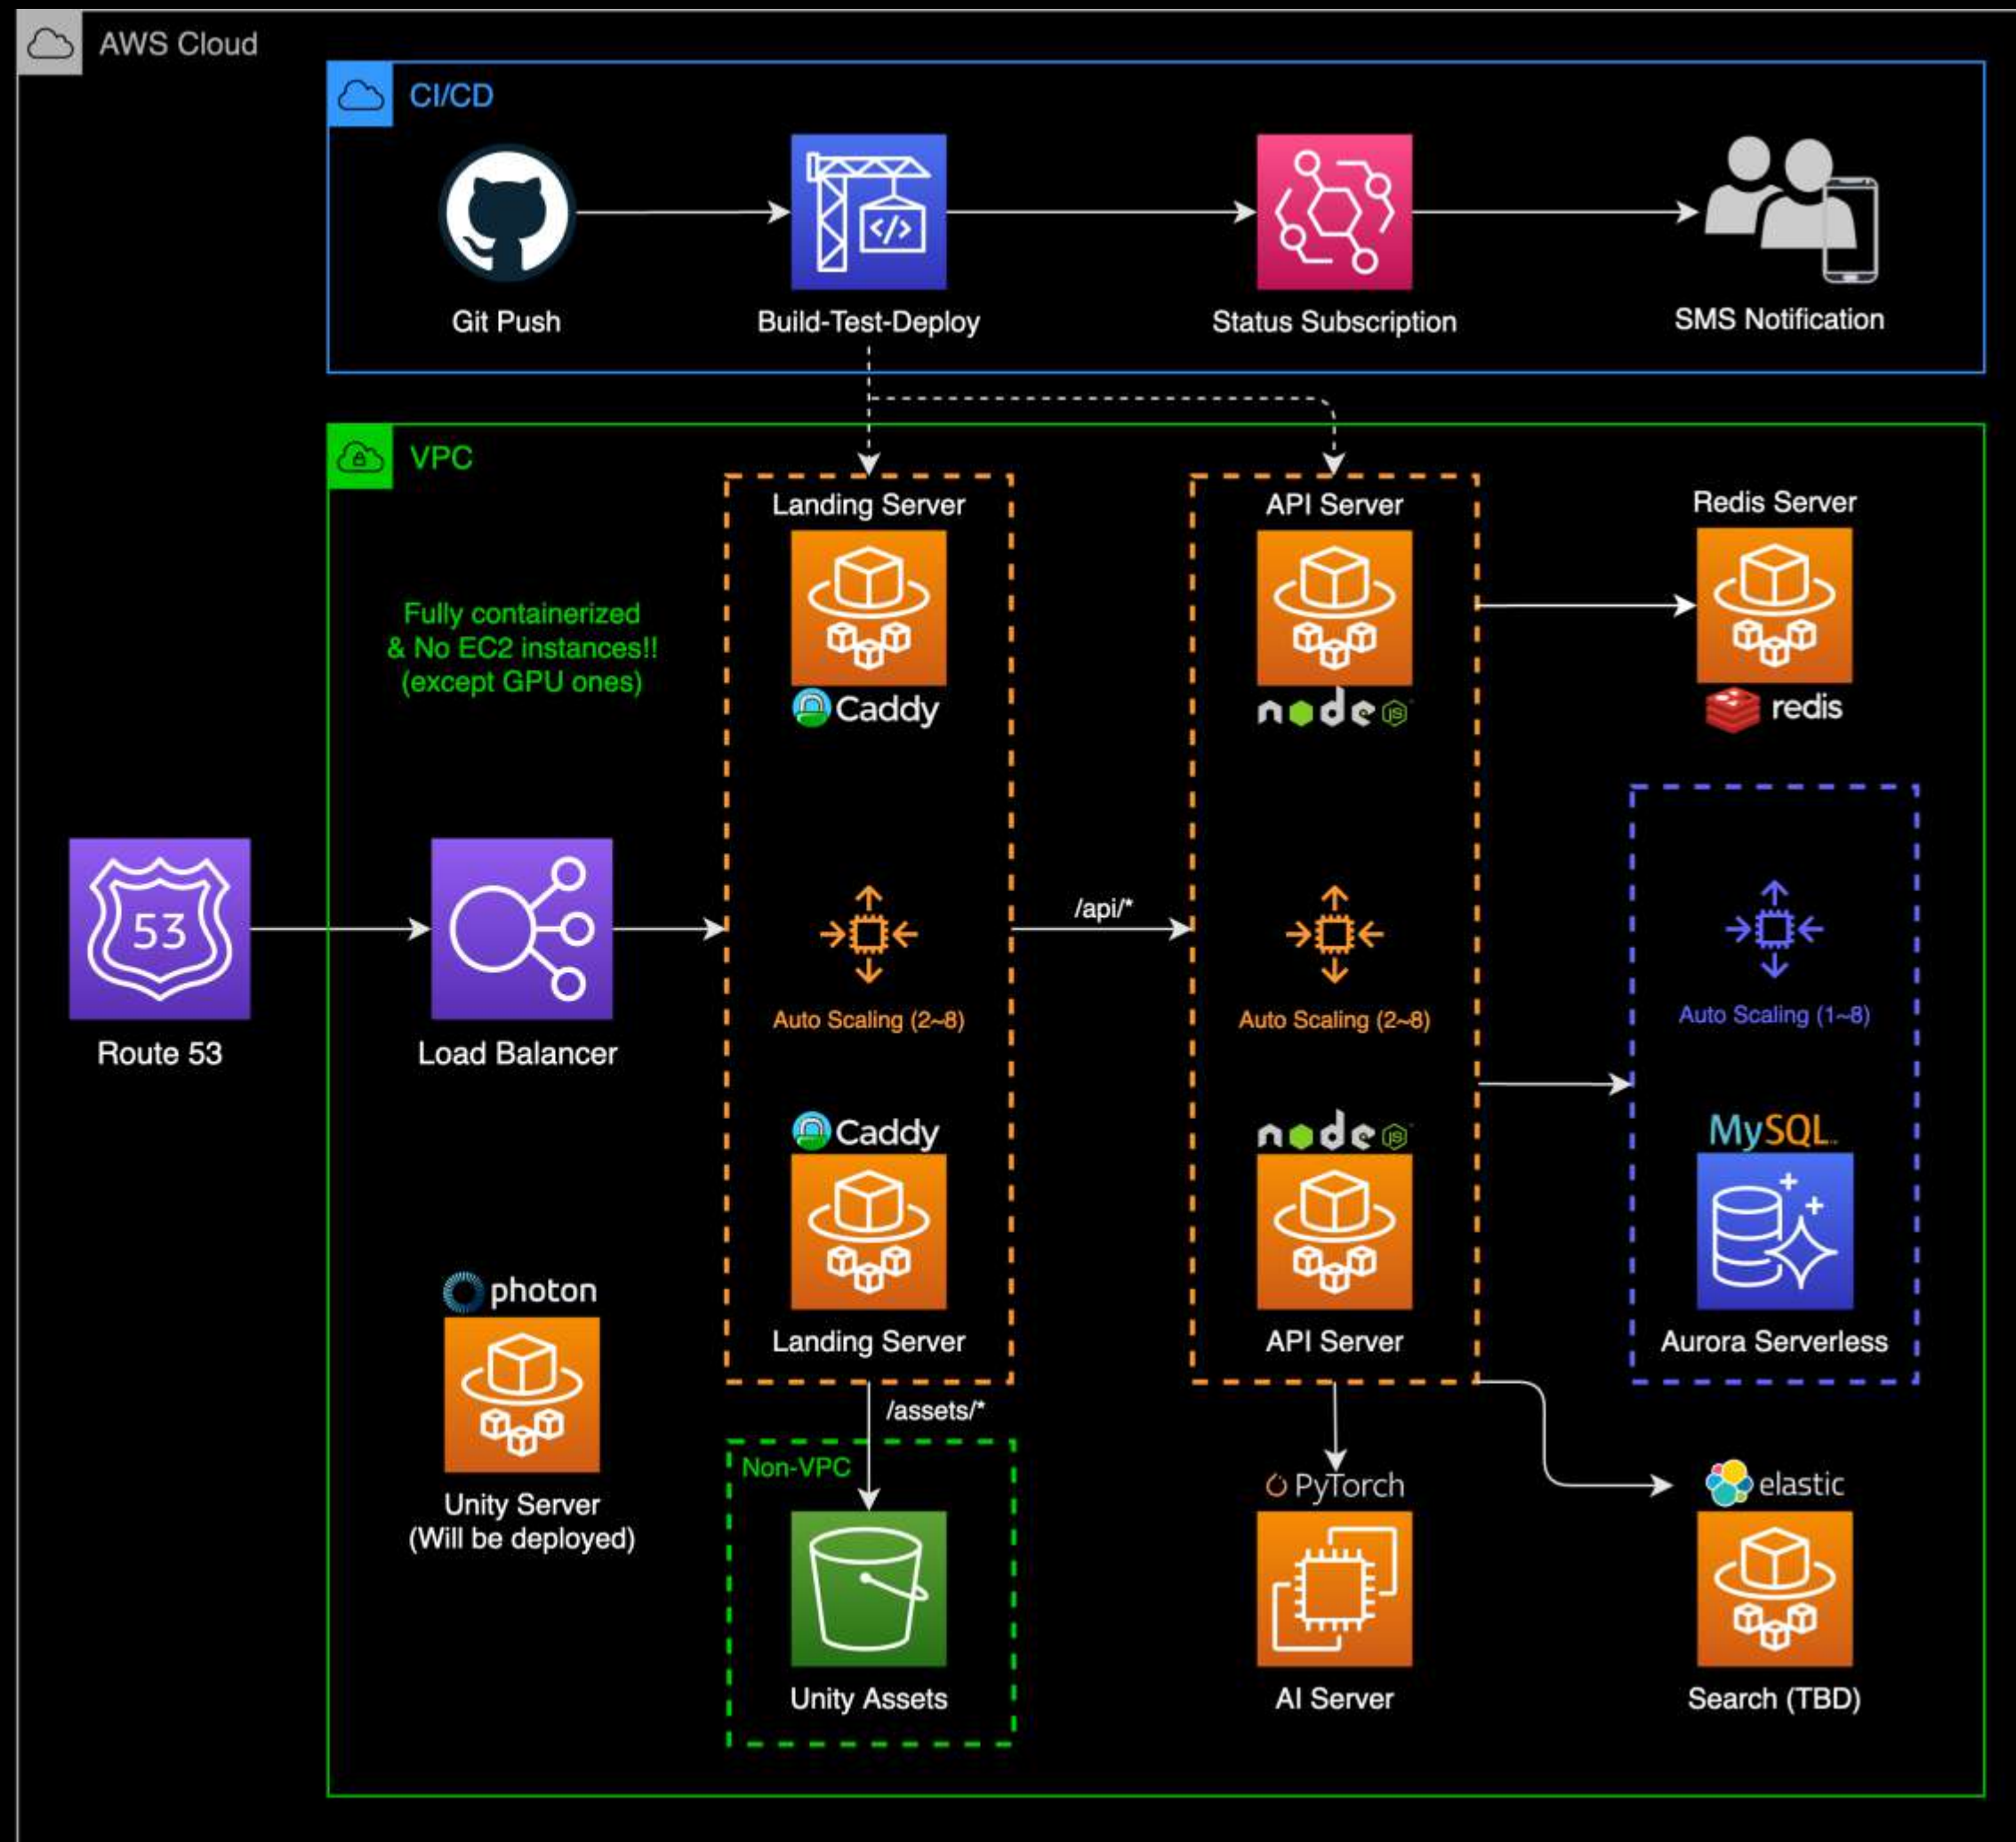 AWS Cloud
CI/CD
Git Push
Build-Test-Deploy
Status Subscription
SMS Notification
VPC
Landing Server
API Server
Redis Server
Fully containerized
& No EC2 instances!!
(except GPU ones)
Caddy
node JS
redis
53
/api/*
Auto Scaling (2~8)
Auto Scaling (2~8)
Auto Scaling (1~8)
Route 53
Load Balancer
Caddy
node JS
MySQL
Landing Server
API Server
Aurora Serverless
photon
Unity Server
(Will be deployed)
/assets/*
Non-VPC
Unity Assets
PyTorch
AI Server
elastic
Search (TBD)